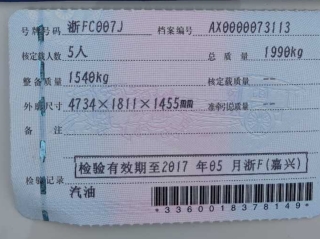 号牌号码 浙FC007J 档案编号 AX0000073113
核定载人数 5人 总质量 1990kg
整备质量 1540kg 核定载质量 --
外廓尺寸 4734×1811×1455mm 准牵引总质量 --
备注
检验有效期至2017 年05 月浙F(嘉兴)
检验记录
汽油
*3360018378149*